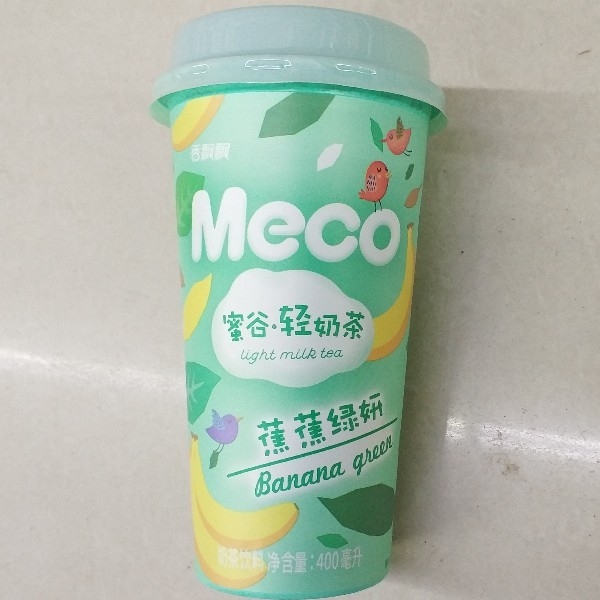 香飘飘
Meco
蜜谷·轻奶茶
light milk tea
蕉蕉绿妍
Banana green
奶茶饮料 净含量:400毫升